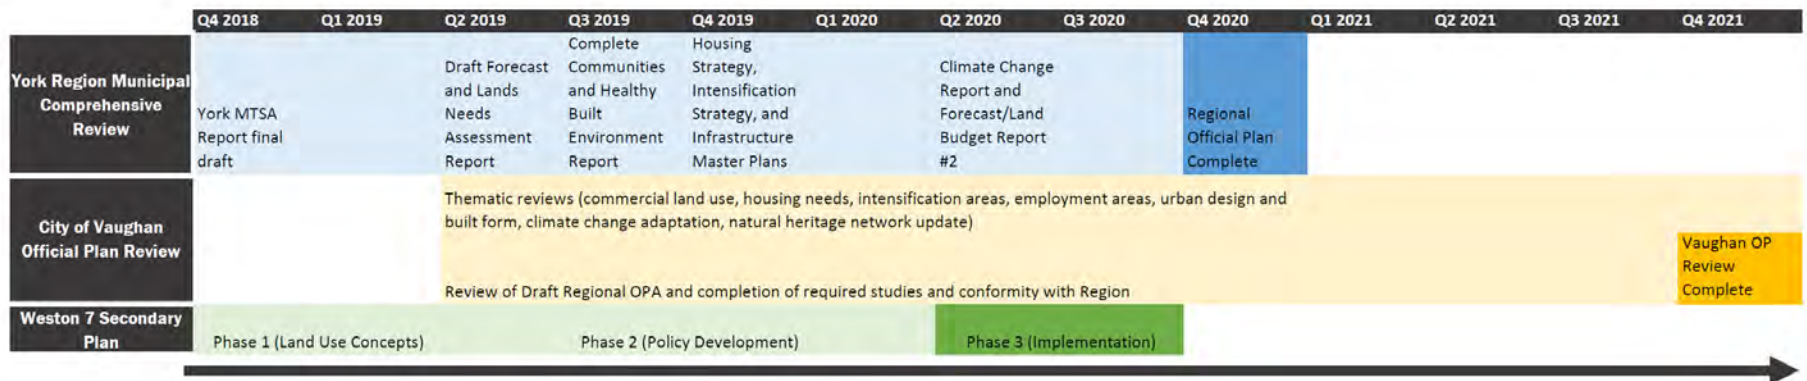 Q4 2018 Q1 2019 Q2 2019 Q3 2019 Q4 2019 Q1 2020 Q2 2020 Q3 2020 Q4 2020 Q1 2021 Q2 2021 Q3 2021 Q4 2021
York Region Municipal
Comprehensive
Review
York MTSA
Report final
draft
Draft Forecast
and Lands
Needs
Assessment
Report
Complete
Communities
and Healthy
Built
Environment
Report
Housing
Strategy,
Intensification
Strategy, and
Infrastructure
Master Plans
Climate Change
Report and
Forecast/Land
Budget Report
#2
Regional
Official Plan
Complete
City of Vaughan
Official Plan Review
Thematic reviews (commercial land use, housing needs, intensification areas, employment areas, urban design and
built form, climate change adaptation, natural heritage network update)
Review of Draft Regional OPA and completion of required studies and conformity with Region
Vaughan OP
Review
Complete
Weston 7 Secondary
Plan
Phase 1 (Land Use Concepts)
Phase 2 (Policy Development)
Phase 3 (Implementation)